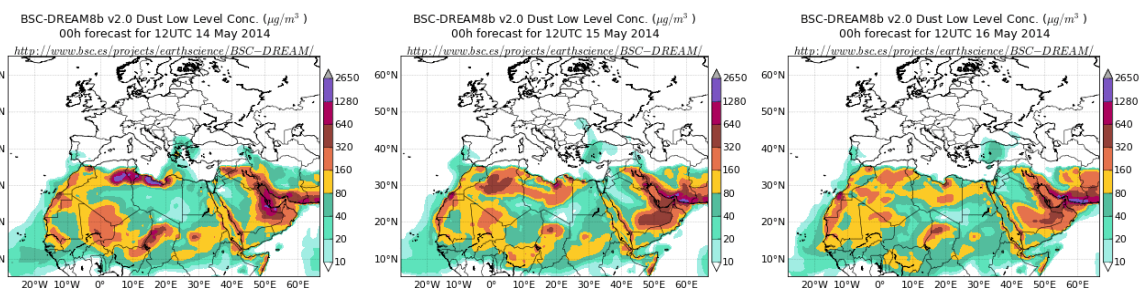 BSC-DREAM8b v2.0 Dust Low Level Conc. (μg/m³ )
00h forecast for 12UTC 14 May 2014
http://www.bsc.es/projects/earthscience/BSC−DREAM/
N
N
N
N
N
N
20°W 10°W 0° 10°E 20°E 30°E 40°E 50°E 60°E
2650
1280
640
320
160
80
40
20
10
BSC-DREAM8b v2.0 Dust Low Level Conc. (μg/m³ )
00h forecast for 12UTC 15 May 2014
http://www.bsc.es/projects/earthscience/BSC−DREAM/
60°N
50°N
40°N
30°N
20°N
10°N
20°W 10°W 0° 10°E 20°E 30°E 40°E 50°E 60°E
2650
1280
640
320
160
80
40
20
10
BSC-DREAM8b v2.0 Dust Low Level Conc. (μg/m³ )
00h forecast for 12UTC 16 May 2014
http://www.bsc.es/projects/earthscience/BSC−DREAM/
60°N
50°N
40°N
30°N
20°N
10°N
20°W 10°W 0° 10°E 20°E 30°E 40°E 50°E 60°E
2650
1280
640
320
160
80
40
20
10